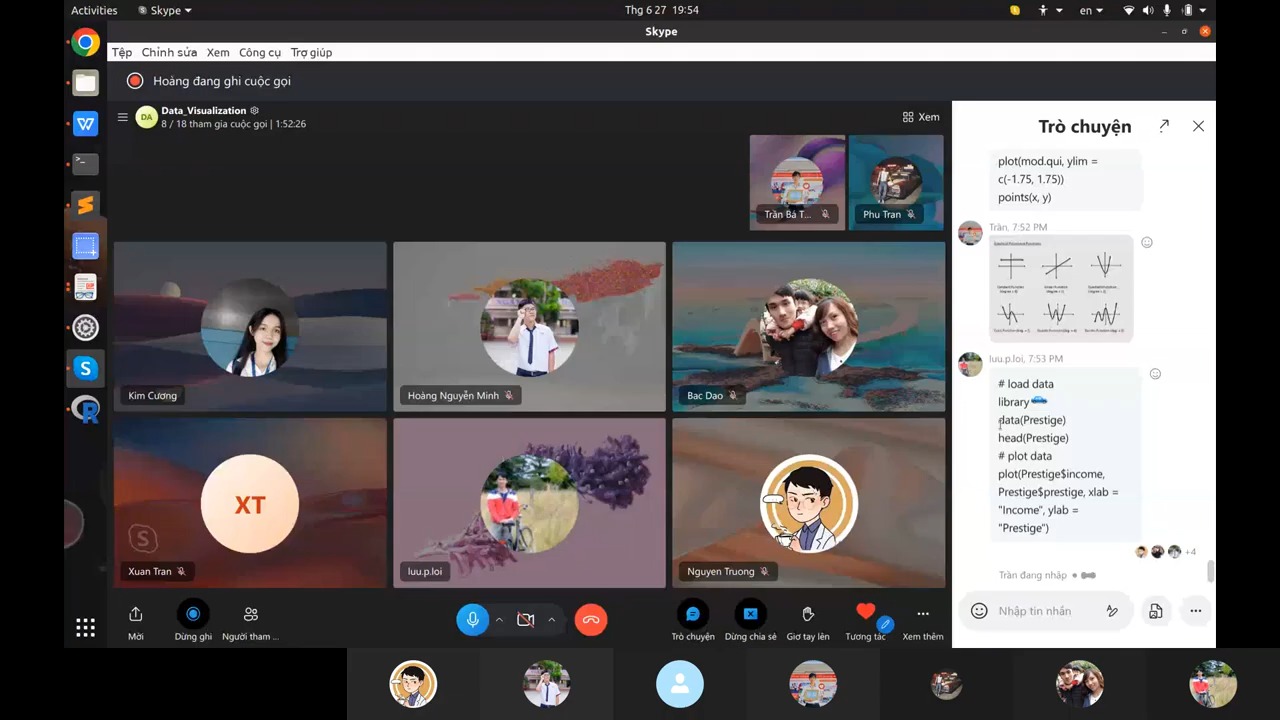 Activities
Skype
Thg 6 27 19:54
en
Skype
Tệp Chỉnh sửa Xem Công cụ Trợ giúp
Hoảng đang ghi cuộc gọi
DA
Data_Visualization
8 / 18 tham gia cuộc gọi | 1:52:26
Xem
Trần Bá T...
Phu Tran
Kim Cương
Hoảng Nguyễn Minh
Bac Dao
XT
Xuan Tran
luu.p.loi
Nguyen Truong
Mời
Dừng ghi
Người tham ...
Trò chuyện
Dừng chia sẻ
Giơ tay lên
Tương tác
Xem thêm
Trò chuyện
plot(mod.qui, ylim =
c(-1.75, 1.75))
points(x, y)
Trần, 7:52 PM
luu.p.loi, 7:53 PM
# load data
library
data(Prestige)
head(Prestige)
# plot data
plot(Prestige$income,
Prestige$prestige, xlab =
"Income", ylab =
"Prestige")
+4
Trần đang nhập
Nhập tin nhắn